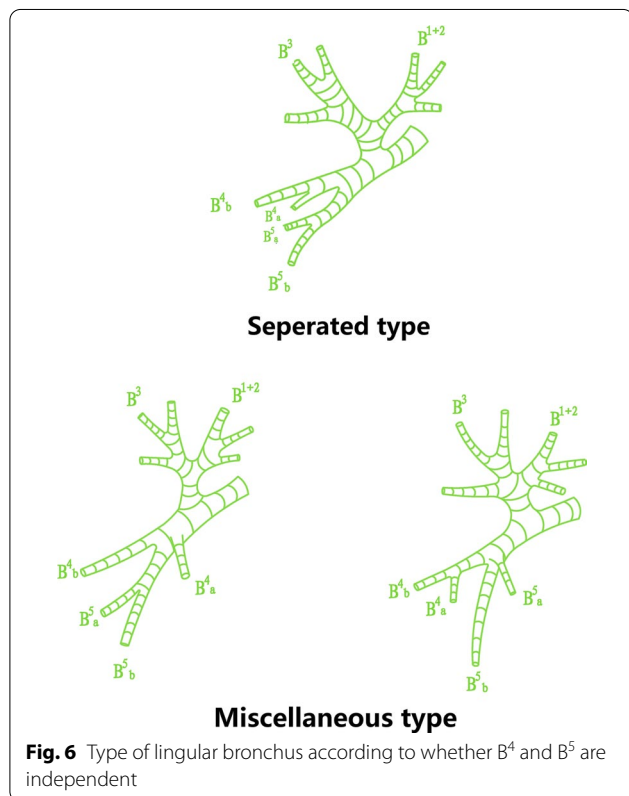 B³ B¹⁺²
B⁴b
B⁴a
B⁵a
B⁵b
Seperated type
B³ B¹⁺² B³ B¹⁺²
B⁴b B⁴a B⁴b B⁴a B⁵a
B⁵a
B⁵b B⁵b
Miscellaneous type
Fig. 6 Type of lingular bronchus according to whether B⁴ and B⁵ are
independent